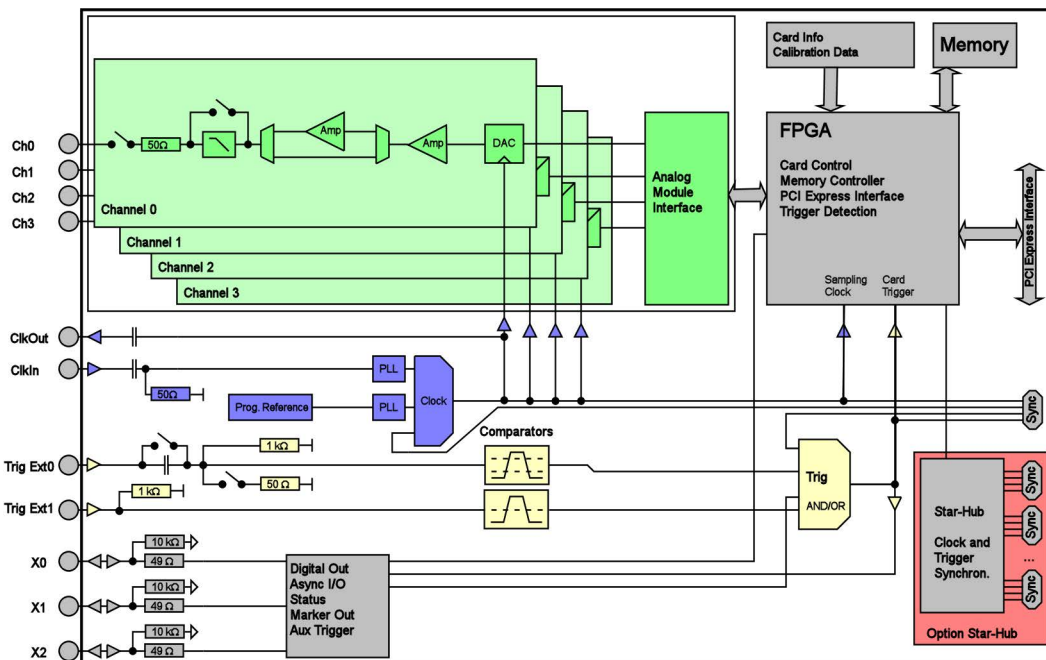 Card Info
Calibration Data
Memory
FPGA
Card Control
Memory Controller
PCI Express Interface
Trigger Detection
Sampling
Clock
Card
Trigger
PCI Express Interface
Ch0
Ch1
Ch2
Ch3
50Ω
Amp
Amp
DAC
Channel 0
Channel 1
Channel 2
Channel 3
Analog
Module
Interface
ClkOut
ClkIn
50Ω
PLL
Prog. Reference
PLL
Clock
Sync
Comparators
Trig Ext0
1 kΩ
50 Ω
Trig Ext1
1 kΩ
Trig
AND/OR
X0
10 kΩ
49 Ω
X1
10 kΩ
49 Ω
X2
10 kΩ
49 Ω
Digital Out
Async I/O
Status
Marker Out
Aux Trigger
Star-Hub
Clock and
Trigger
Synchron.
Sync
Sync
...
Sync
Option Star-Hub